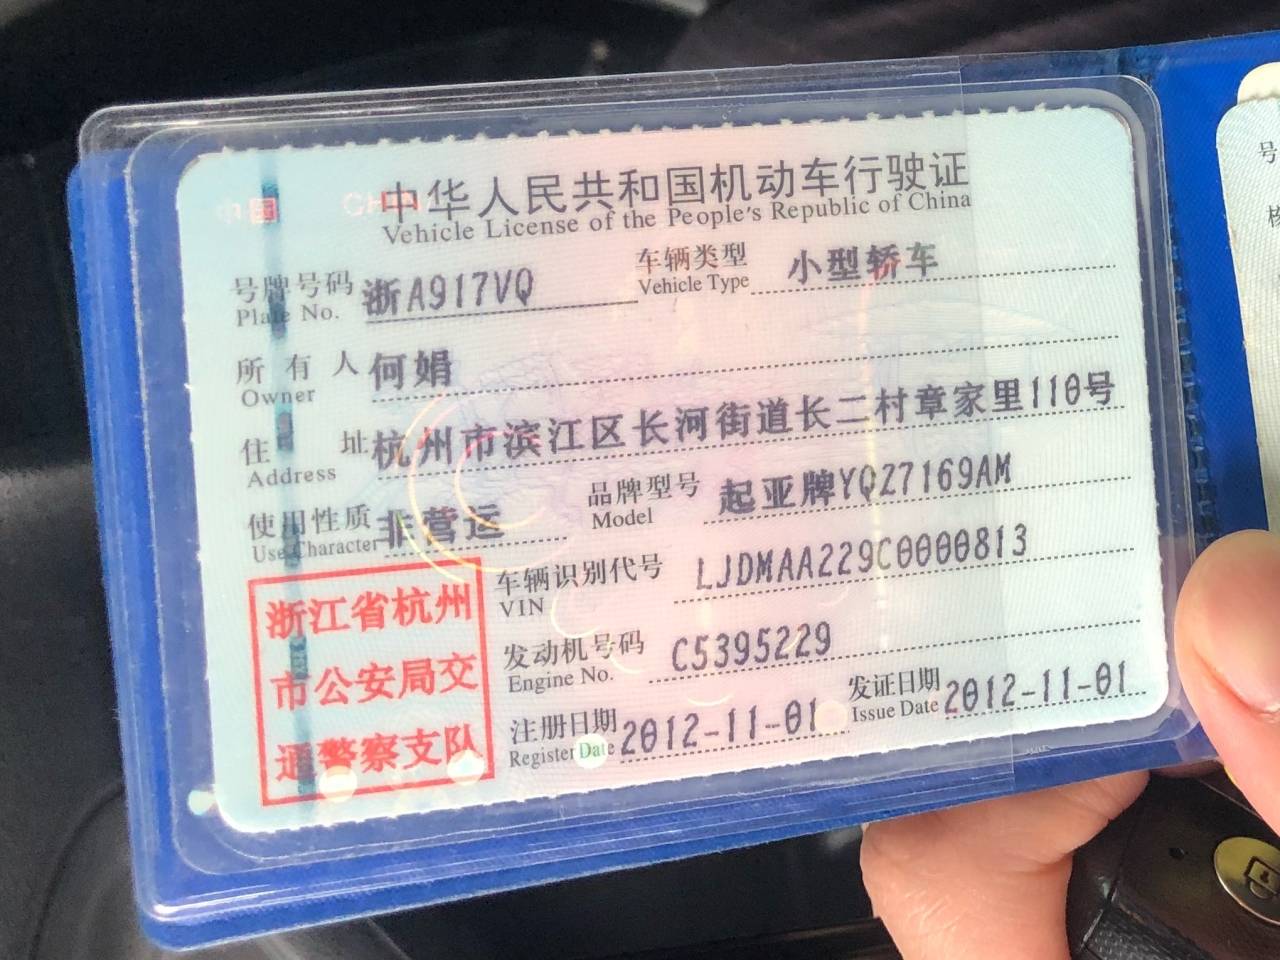 中国 CHINA
中华人民共和国机动车行驶证
Vehicle License of the People's Republic of China
号牌号码 浙A917VQ 车辆类型 小型轿车
Plate No. Vehicle Type
所有人 何娟
Owner
住址 杭州市滨江区长河街道长二村章家里110号
Address
使用性质 非营运 品牌型号 起亚牌YQZ7169AM
Use Character Model
浙江省杭州
市公安局交
通警察支队
车辆识别代号 LJDMAA229C0000813
VIN
发动机号码 C5395229
Engine No.
注册日期 2012-11-01 发证日期 2012-11-01
Register Date Issue Date
号